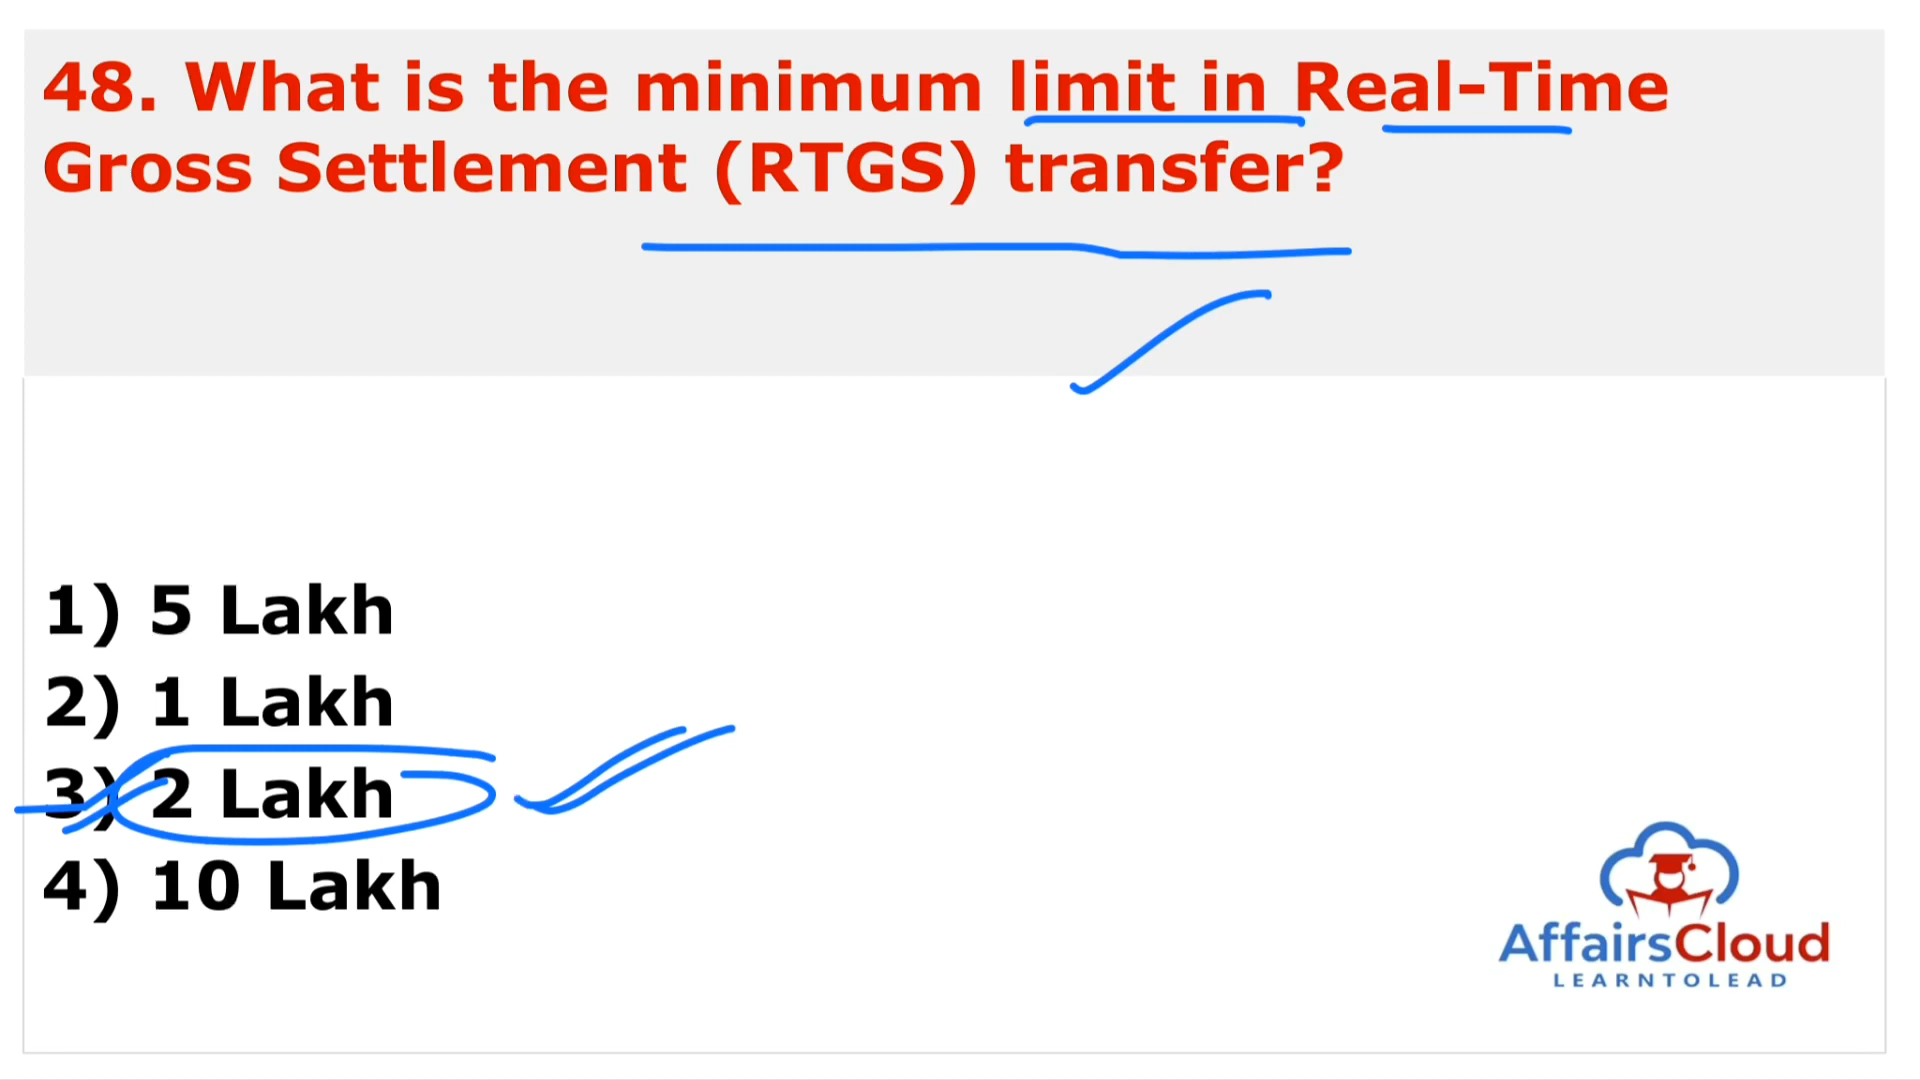 48. What is the minimum limit in Real-Time
Gross Settlement (RTGS) transfer?
1) 5 Lakh
2) 1 Lakh
3) 2 Lakh
4) 10 Lakh
AffairsCloud
LEARNTOLEAD